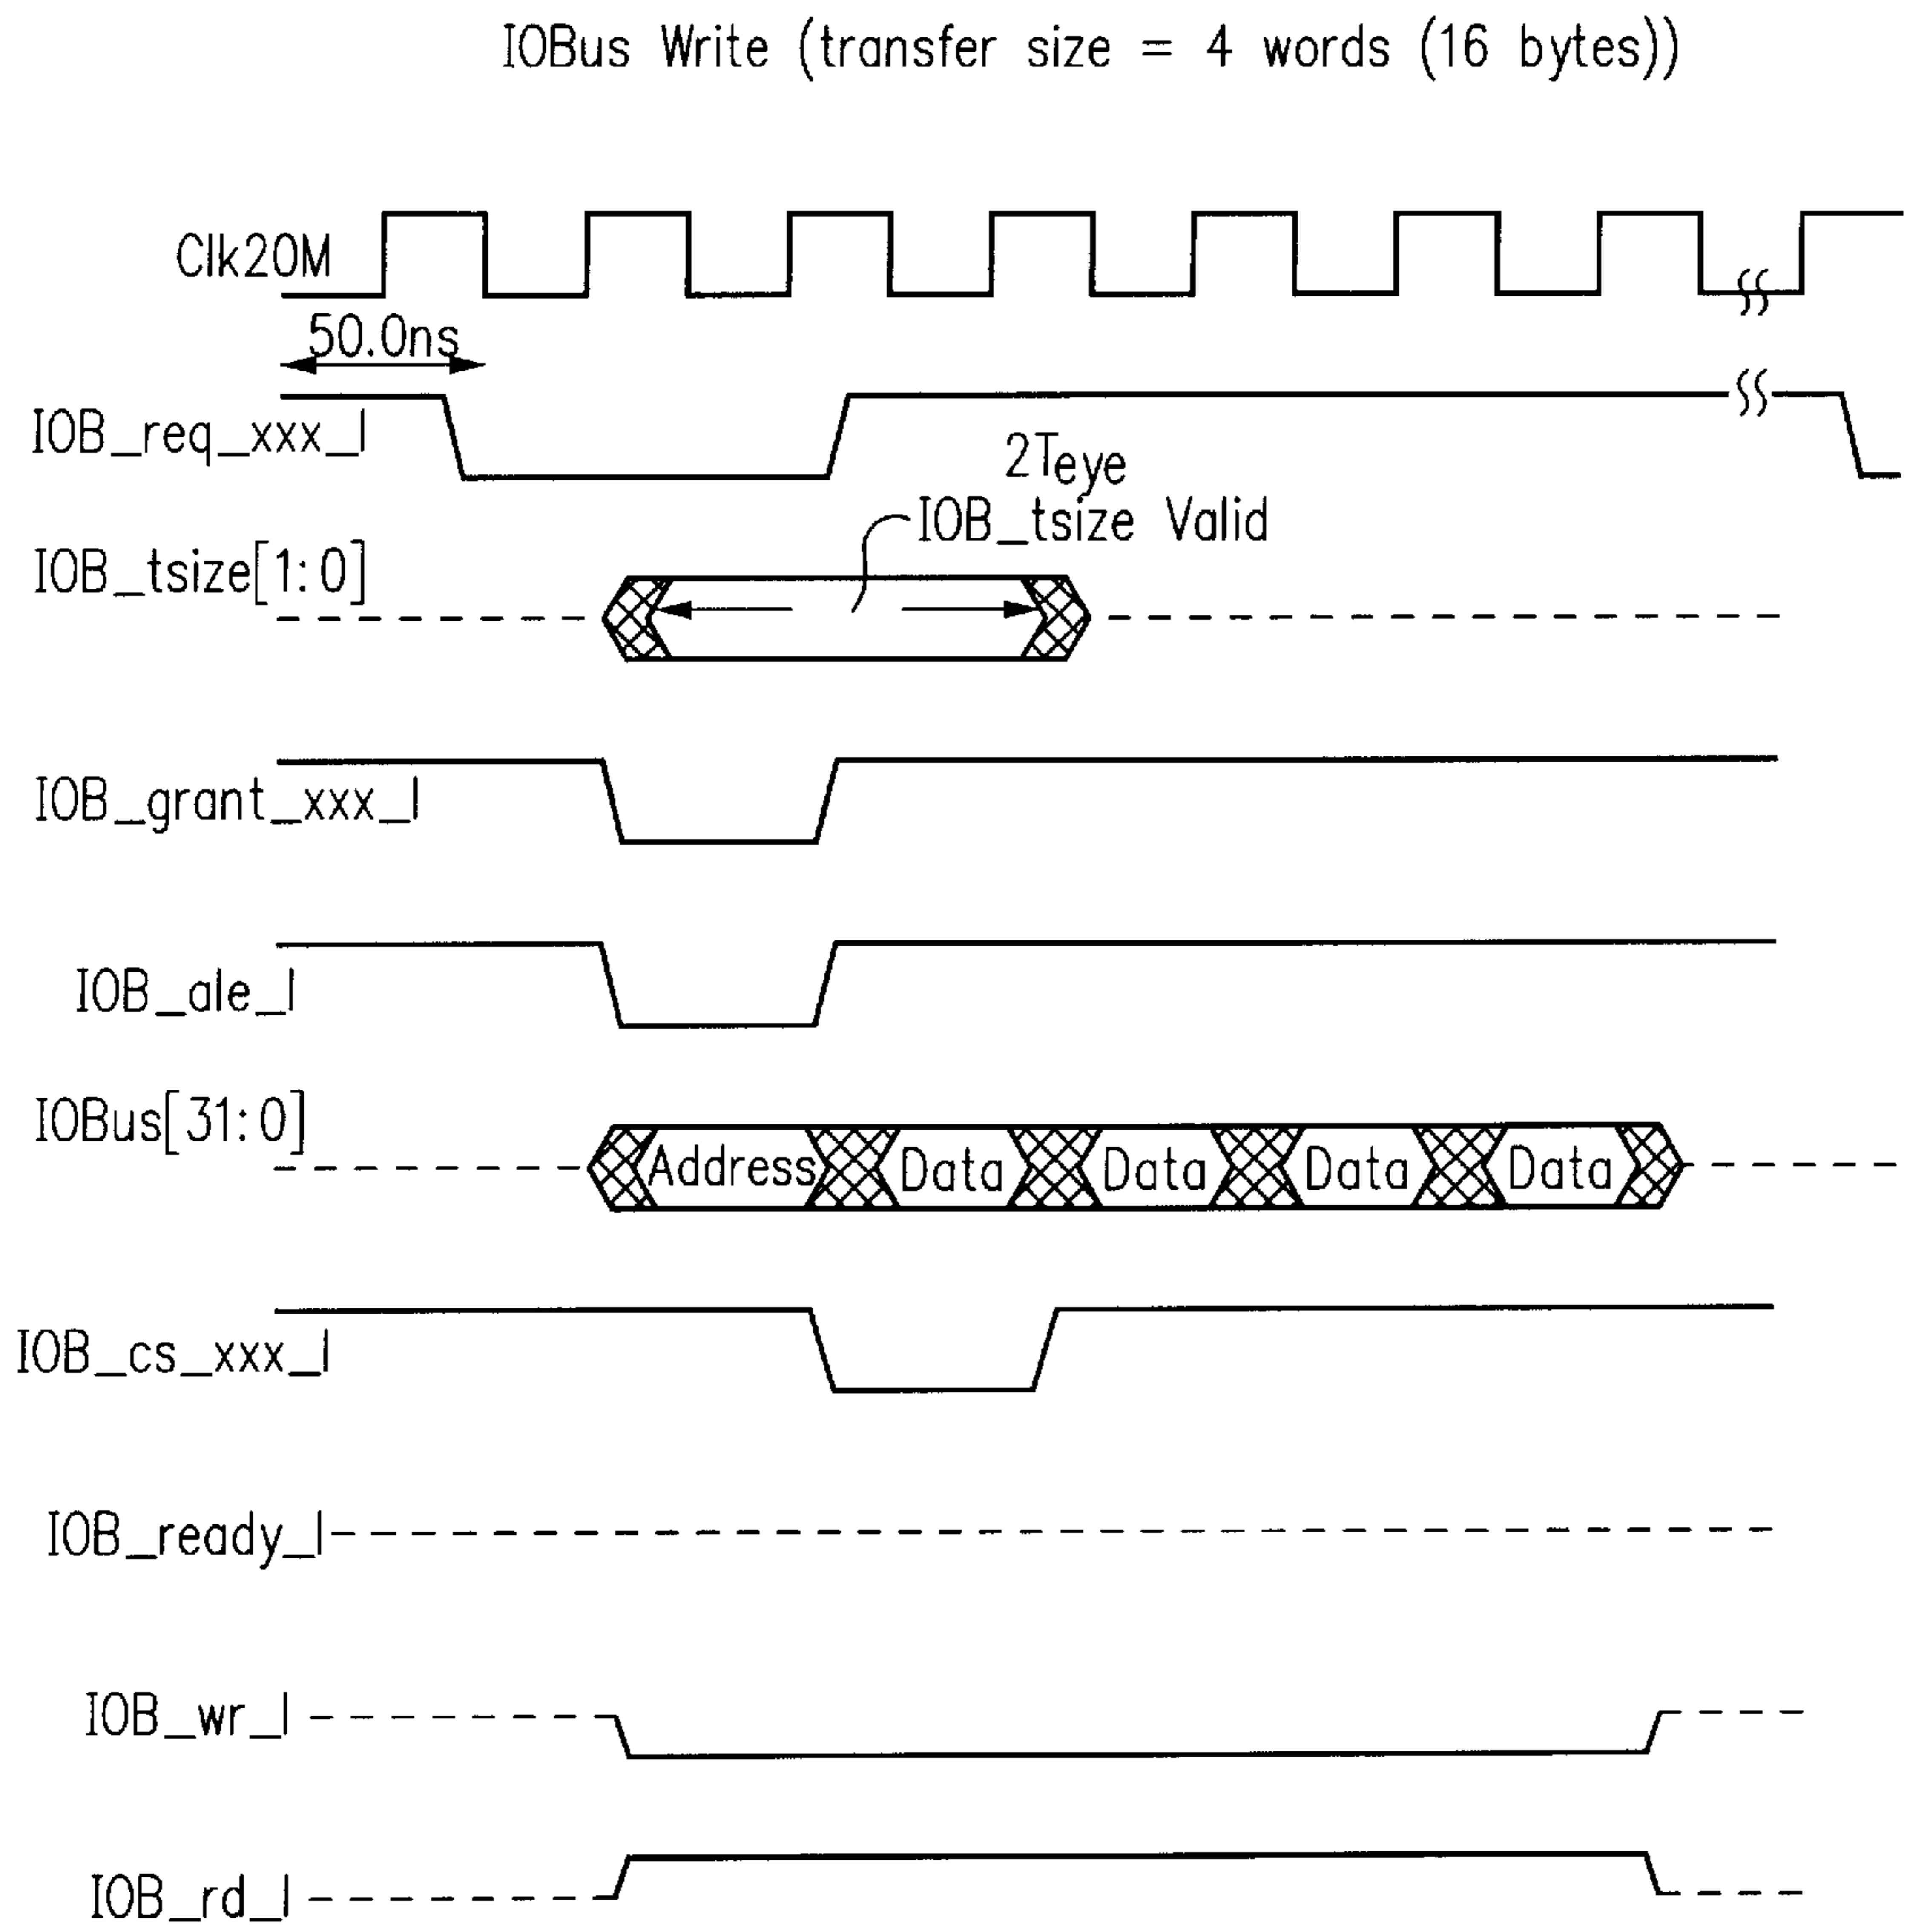 IOBus Write (transfer size = 4 words (16 bytes))
Clk20M
50.0ns
IOB_req_xxx_l
2Teye
IOB_tsize Valid
IOB_tsize[1:0]
IOB_grant_xxx_l
IOB_ale_l
IOBus[31:0]
Address Data Data Data Data
IOB_cs_xxx_l
IOB_ready_l
IOB_wr_l
IOB_rd_l